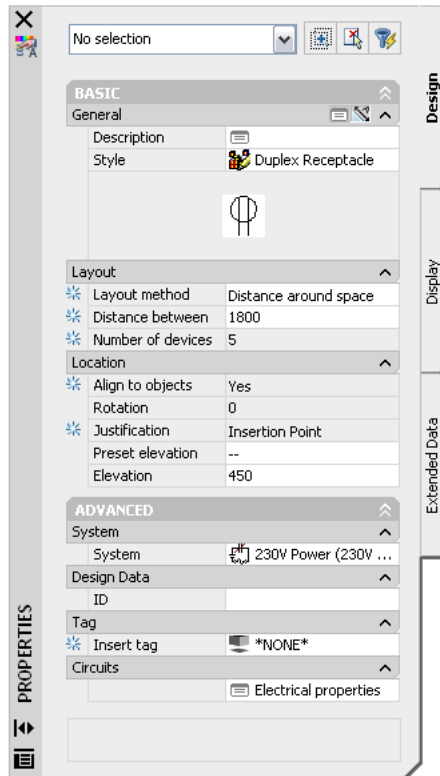 No selection
Design
BASIC
General
Description
Style Duplex Receptacle
Layout
Display
Layout method Distance around space
Distance between 1800
Number of devices 5
Location
Align to objects Yes
Rotation 0
Justification Insertion Point
Preset elevation --
Elevation 450
Extended Data
ADVANCED
System
System 230V Power (230V ...
Design Data
ID
Tag
Insert tag *NONE*
Circuits
Electrical properties
PROPERTIES